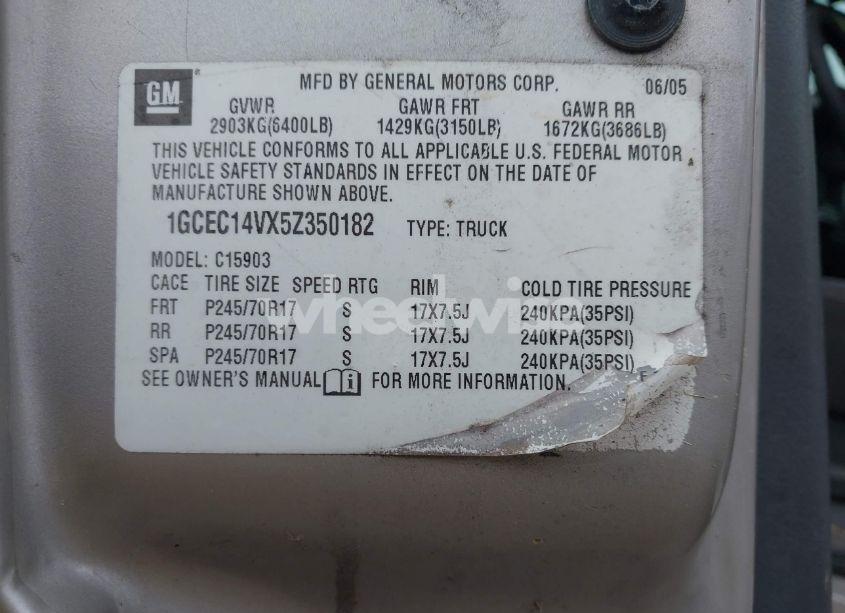 GM MFD BY GENERAL MOTORS CORP. 06/05
GVWR GAWR FRT GAWR RR
2903KG(6400LB) 1429KG(3150LB) 1672KG(3686LB)
THIS VEHICLE CONFORMS TO ALL APPLICABLE U.S. FEDERAL MOTOR
VEHICLE SAFETY STANDARDS IN EFFECT ON THE DATE OF
MANUFACTURE SHOWN ABOVE.
1GCEC14VX5Z350182 TYPE: TRUCK
MODEL: C15903
CACE TIRE SIZE SPEED RTG RIM COLD TIRE PRESSURE
FRT P245/70R17 S 17X7.5J 240KPA(35PSI)
wheelwise
RR P245/70R17 S 17X7.5J 240KPA(35PSI)
SPA P245/70R17 S 17X7.5J 240KPA(35PSI)
SEE OWNER'S MANUAL i FOR MORE INFORMATION.